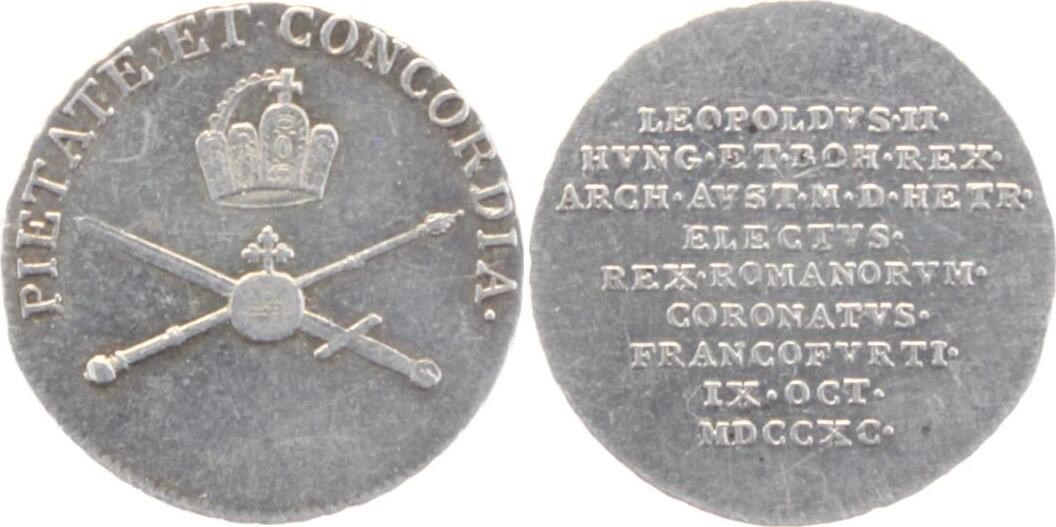 PIETATE·ET·CONCORDIA·
LEOPOLDVS·II·
HVNG·ET·BOH·REX·
ARCH·AVST·M·D·HETR·
ELECTVS·
REX·ROMANORVM·
CORONATVS·
FRANCOFVRTI·
IX·OCT·
MDCCXC·